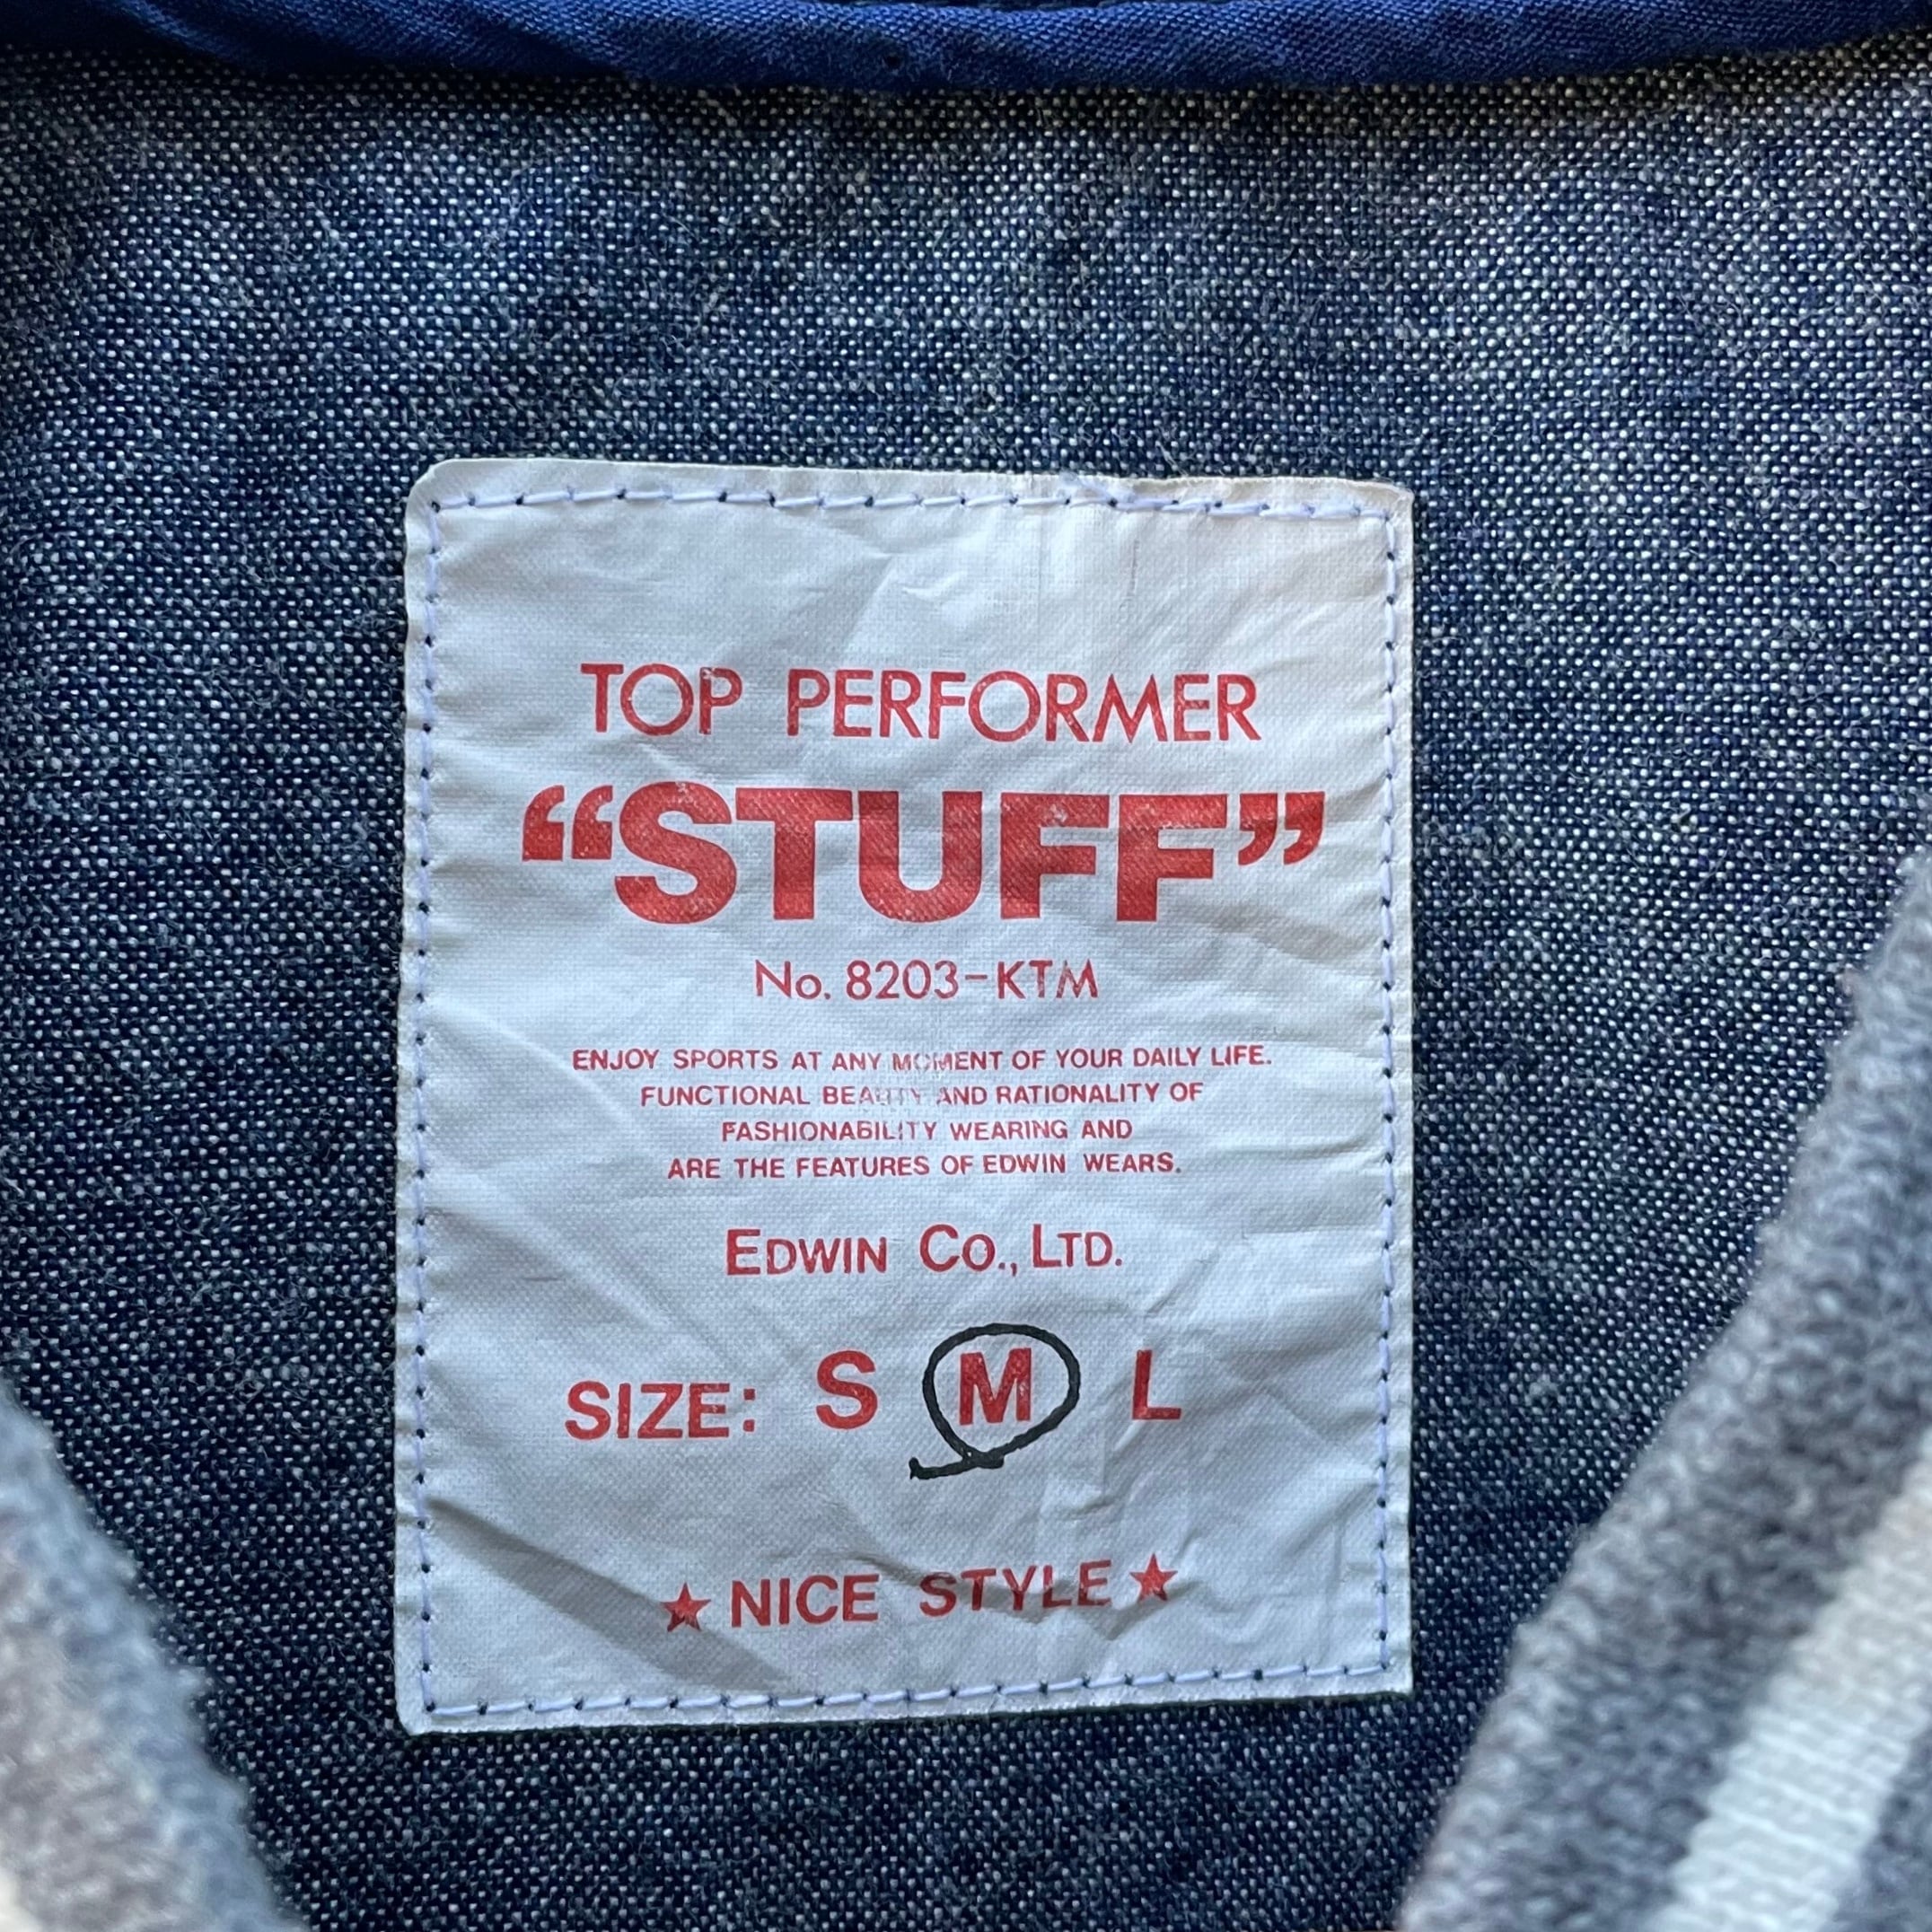 TOP PERFORMER
“STUFF”
No. 8203-KTM
ENJOY SPORTS AT ANY MOMENT OF YOUR DAILY LIFE.
FUNCTIONAL BEAUTY AND RATIONALITY OF
FASHIONABILITY WEARING AND
ARE THE FEATURES OF EDWIN WEARS.
EDWIN CO., LTD.
SIZE: S M L
★ NICE STYLE ★